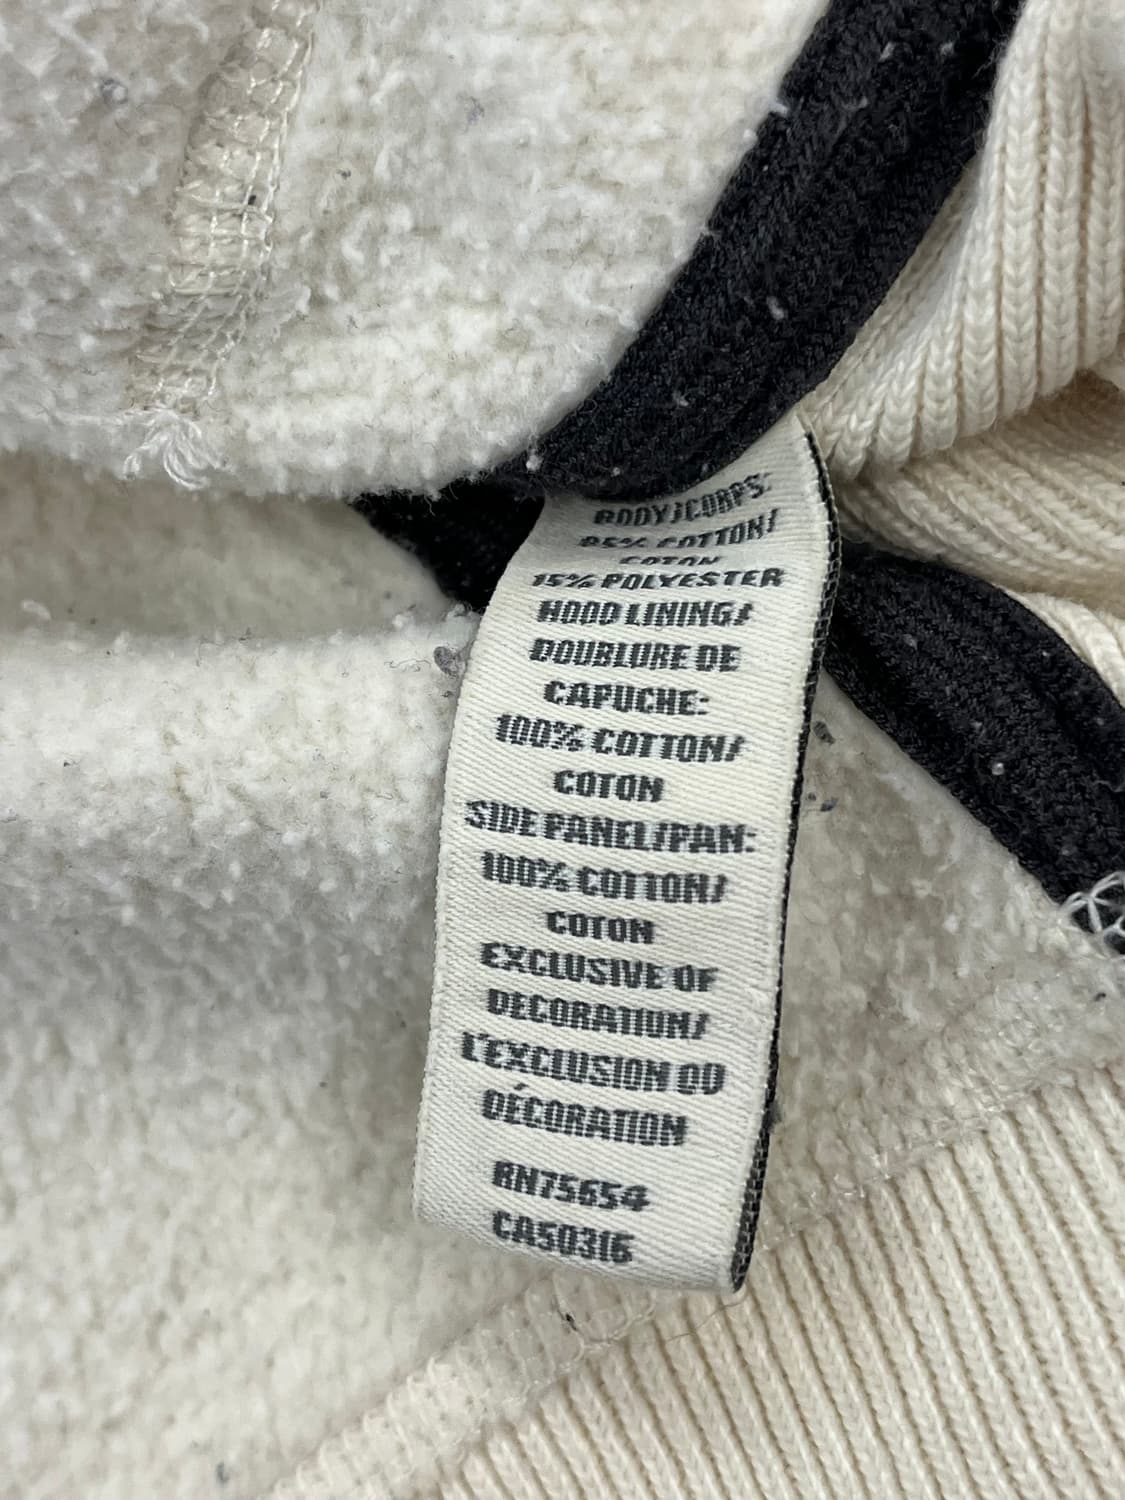 BODY/CORPS:
85% COTTON/
COTON
15% POLYESTER
HOOD LINING/
DOUBLURE DE
CAPUCHE:
100% COTTON/
COTON
SIDE PANEL/PAN:
100% COTTON/
COTON
EXCLUSIVE OF
DECORATION/
L'EXCLUSION OU
DÉCORATION
RN75654
CA50316